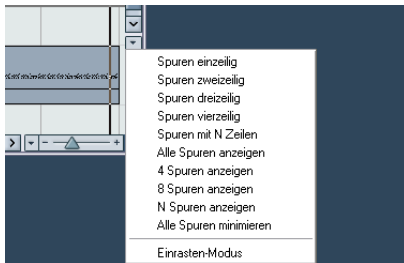 Spuren einzeilig
Spuren zweizeilig
Spuren dreizeilig
Spuren vierzeilig
Spuren mit N Zeilen
Alle Spuren anzeigen
4 Spuren anzeigen
8 Spuren anzeigen
N Spuren anzeigen
Alle Spuren minimieren
Einrasten-Modus